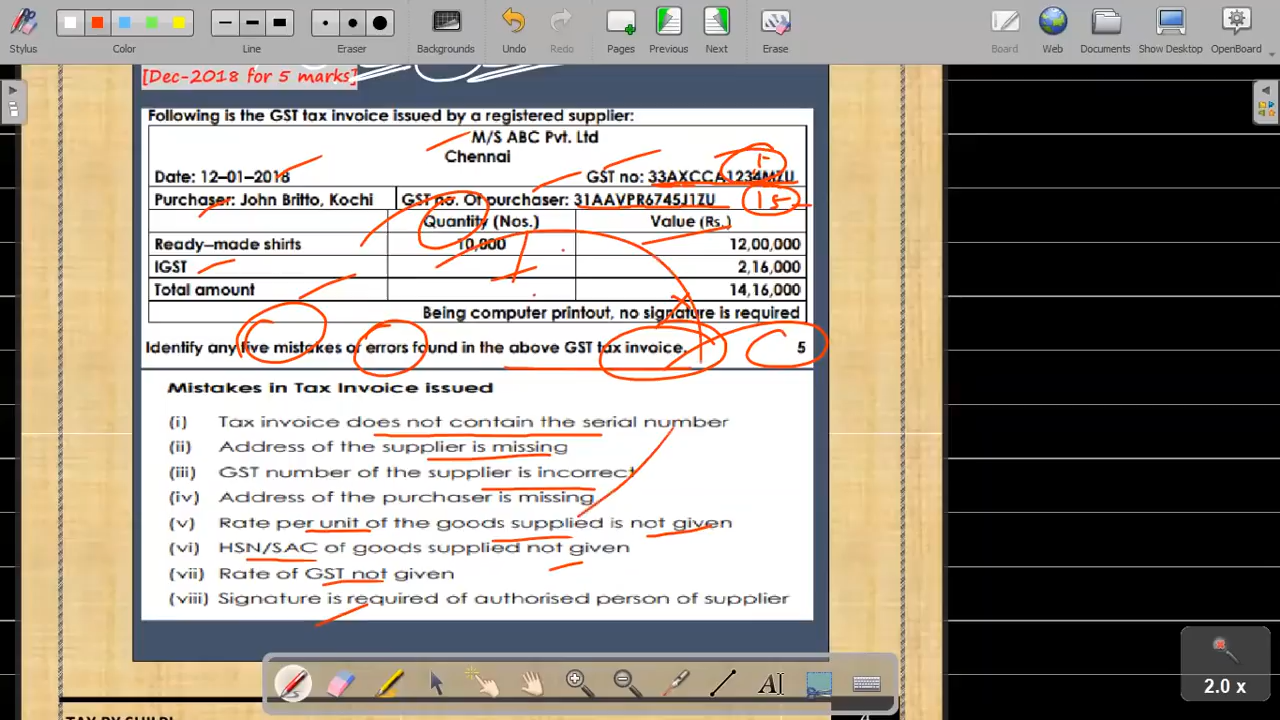 Stylus Color Line Eraser Backgrounds Undo Redo Pages Previous Next Erase Board Web Documents Show Desktop OpenBoard
[Dec-2018 for 5 marks]
Following is the GST tax invoice issued by a registered supplier:
M/S ABC Pvt. Ltd
Chennai
Date: 12–01–2018 GST no: 33AXCCA1234MZU
Purchaser: John Britto, Kochi GST no. Of purchaser: 31AAVPR6745J1ZU 15
Quantity (Nos.) Value (Rs.)
Ready–made shirts 10,000 12,00,000
IGST 2,16,000
Total amount 14,16,000
Being computer printout, no signature is required
Identify any five mistakes or errors found in the above GST tax invoice. 5
Mistakes in Tax Invoice issued
(i) Tax invoice does not contain the serial number
(ii) Address of the supplier is missing
(iii) GST number of the supplier is incorrect
(iv) Address of the purchaser is missing
(v) Rate per unit of the goods supplied is not given
(vi) HSN/SAC of goods supplied not given
(vii) Rate of GST not given
(viii) Signature is required of authorised person of supplier
2.0 x